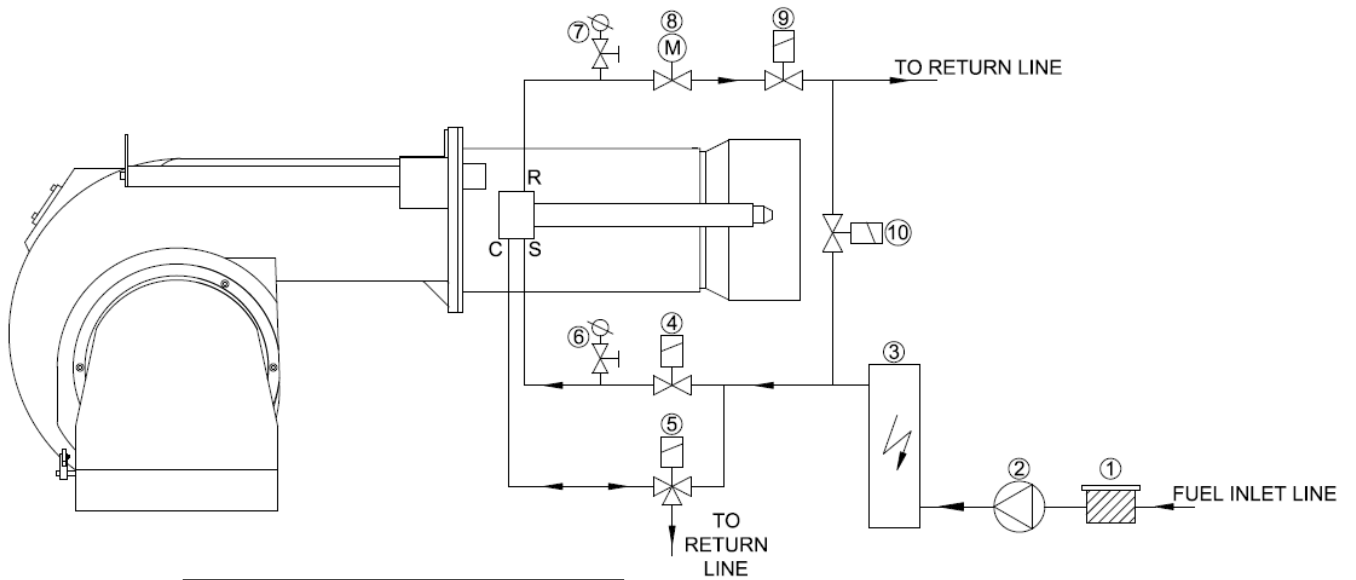 ⑦
⑧
M
⑨
TO RETURN LINE
R
C S
⑩
⑥
④
③
⑤
②
①
FUEL INLET LINE
TO
RETURN
LINE